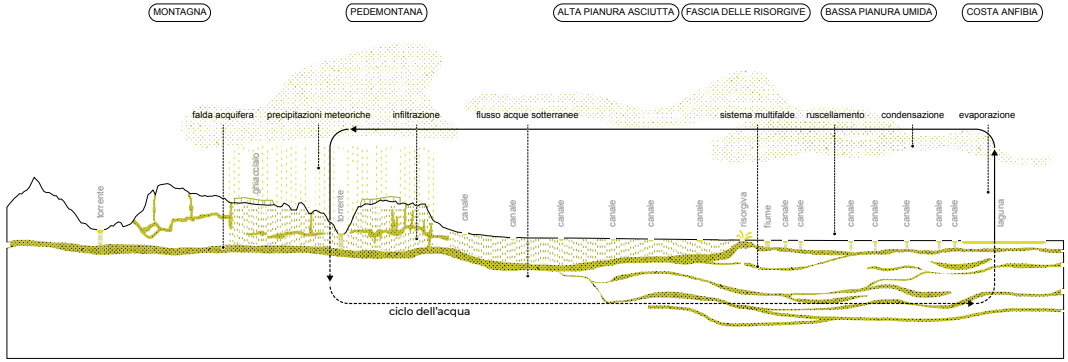 MONTAGNA
PEDEMONTANA
ALTA PIANURA ASCIUTTA
FASCIA DELLE RISORGIVE
BASSA PIANURA UMIDA
COSTA ANFIBIA
falda acquifera
precipitazioni meteoriche
infiltrazione
flusso acque sotterranee
sistema multifalde
ruscellamento
condensazione
evaporazione
torrente
ghiacciaio
torrente
canale
canale
canale
canale
canale
canale
risorgiva
fiume
canale
canale
canale
canale
canale
canale
canale
laguna
ciclo dell'acqua